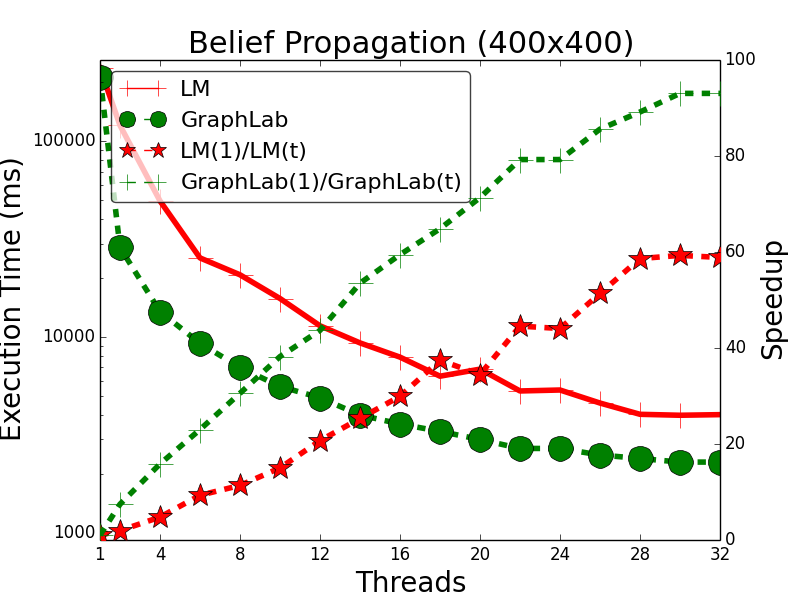 Belief Propagation (400x400)
LM
GraphLab
LM(1)/LM(t)
GraphLab(1)/GraphLab(t)
Execution Time (ms)
100000
10000
1000
100
80
60
40
20
0
Speedup
1 4 8 12 16 20 24 28 32
Threads